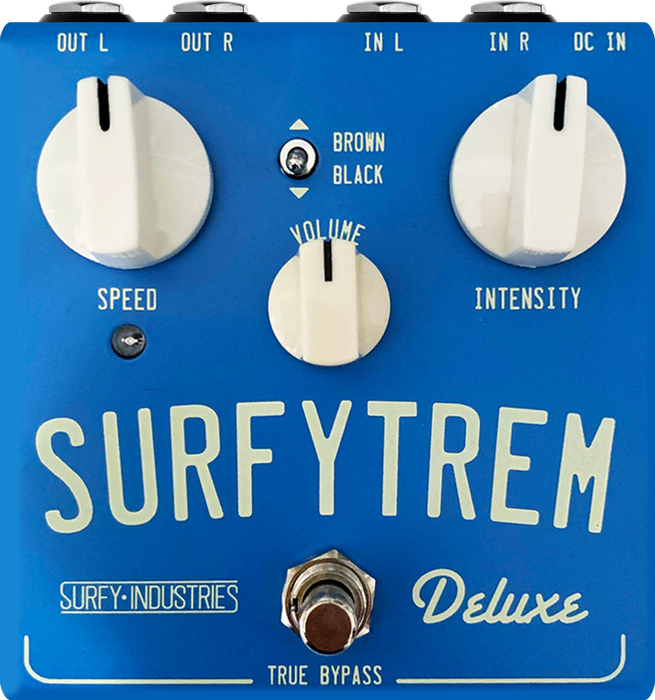 OUT L OUT R IN L IN R DC IN
BROWN
BLACK
VOLUME
SPEED
INTENSITY
SURFYTREM
SURFY·INDUSTRIES
Deluxe
TRUE BYPASS